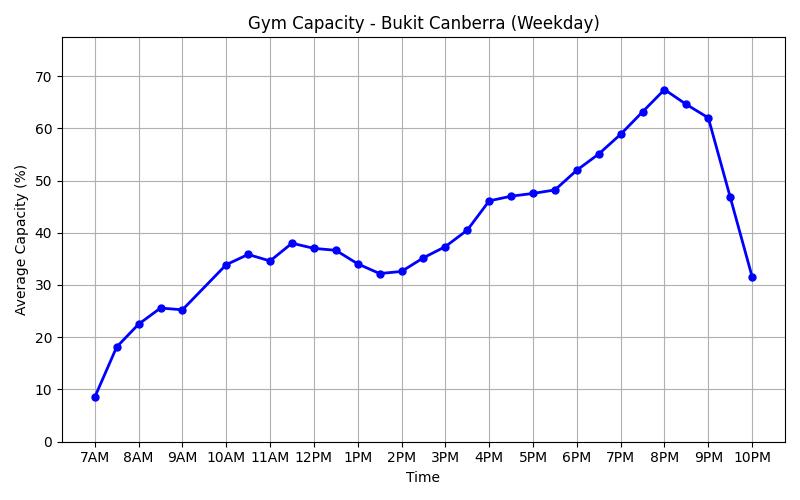 Gym Capacity - Bukit Canberra (Weekday)
Average Capacity (%)
70
60
50
40
30
20
10
0
7AM 8AM 9AM 10AM 11AM 12PM 1PM 2PM 3PM 4PM 5PM 6PM 7PM 8PM 9PM 10PM
Time